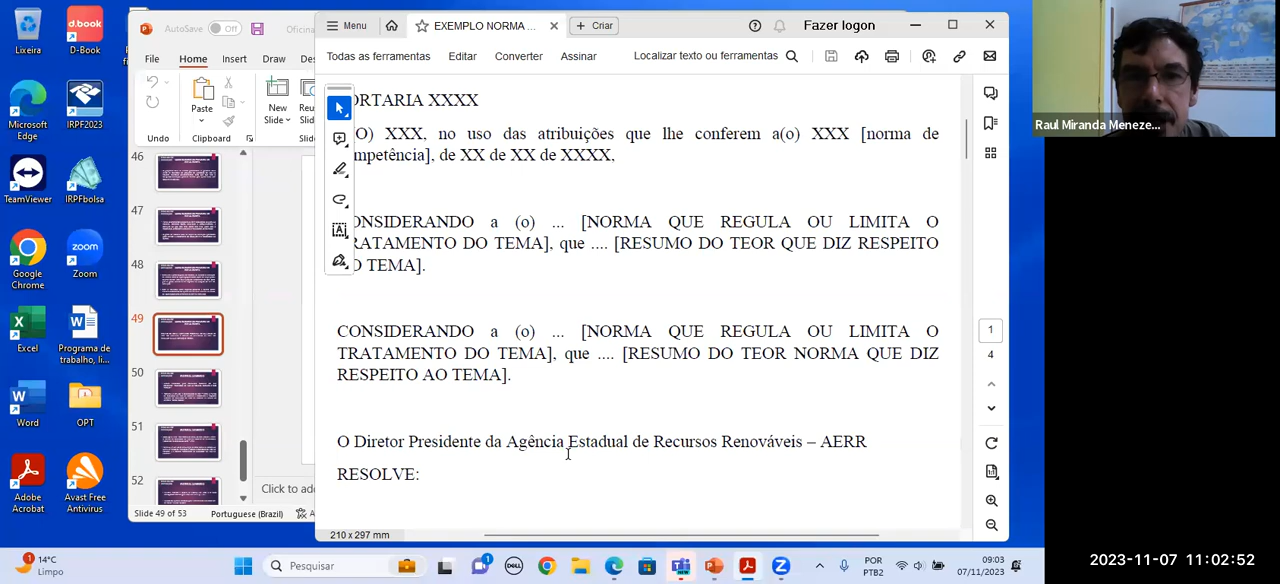 Lixeira
D-Book
Microsoft
Edge
IRPF2023
TeamViewer
IRPFbolsa
Google
Chrome
Zoom
zoom
d.book
Excel
Programa de
trabalho, li...
Word
OPT
Adobe
Acrobat
Avast Free
Antivirus
AutoSave
Off
Oficina
File
Home
Insert
Draw
Des
Undo
Paste
Clipboard
New
Slide
Reu
Slid
46
47
48
49
50
51
52
Click to add
Slide 49 of 53
Portuguese (Brazil)
Menu
EXEMPLO NORMA ...
Criar
Fazer logon
Todas as ferramentas
Editar
Converter
Assinar
Localizar texto ou ferramentas
ORTARIA XXXX
O) XXX, no uso das atribuições que lhe conferem a(o) XXX [norma de
mpetência], de XX de XX de XXXX,
ONSIDERANDO a (o) ... [NORMA QUE REGULA OU LIMITA O
RATAMENTO DO TEMA], que .... [RESUMO DO TEOR QUE DIZ RESPEITO
O TEMA].
CONSIDERANDO a (o) ... [NORMA QUE REGULA OU LIMITA O
TRATAMENTO DO TEMA], que .... [RESUMO DO TEOR NORMA QUE DIZ
RESPEITO AO TEMA].
O Diretor Presidente da Agência Estadual de Recursos Renováveis – AERR
RESOLVE:
210 x 297 mm
1
4
Raul Miranda Meneze...
14°C
Limpo
Pesquisar
POR
PTB2
09:03
07/11/2023
2023-11-07 11:02:52